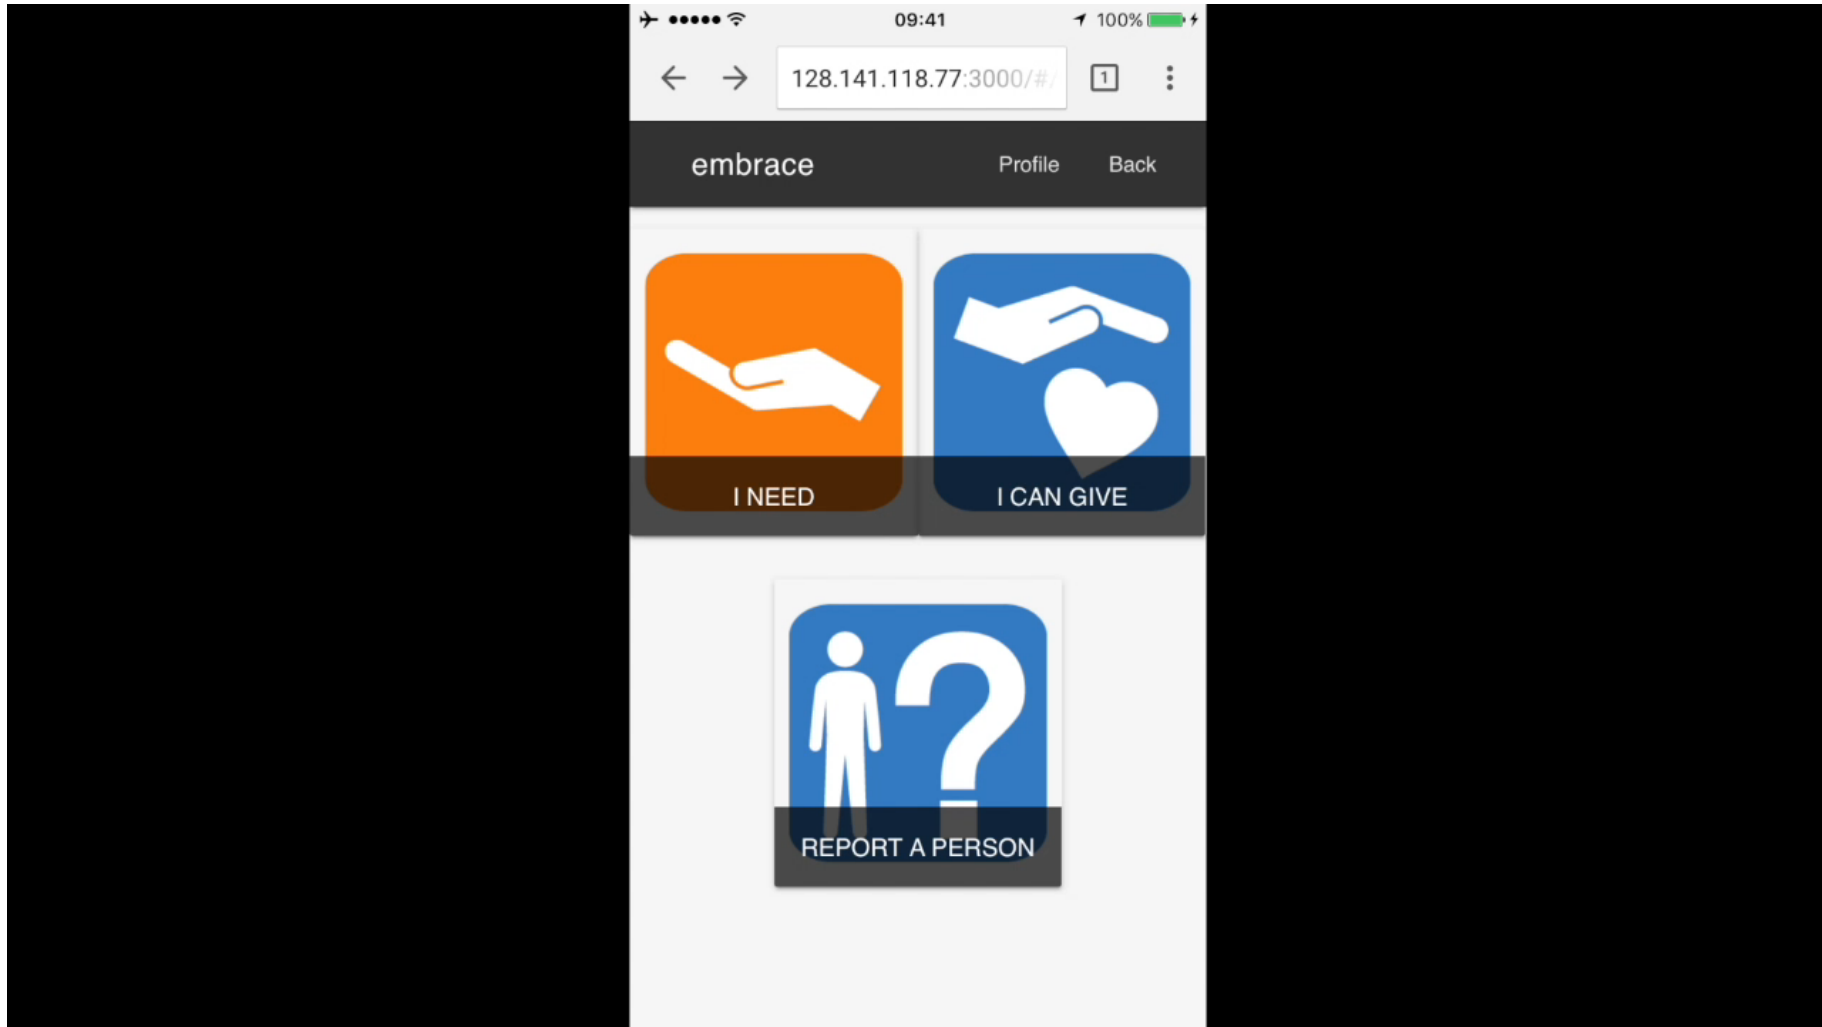 09:41
100%
128.141.118.77:3000/#/
1
embrace Profile Back
I NEED
I CAN GIVE
?
REPORT A PERSON